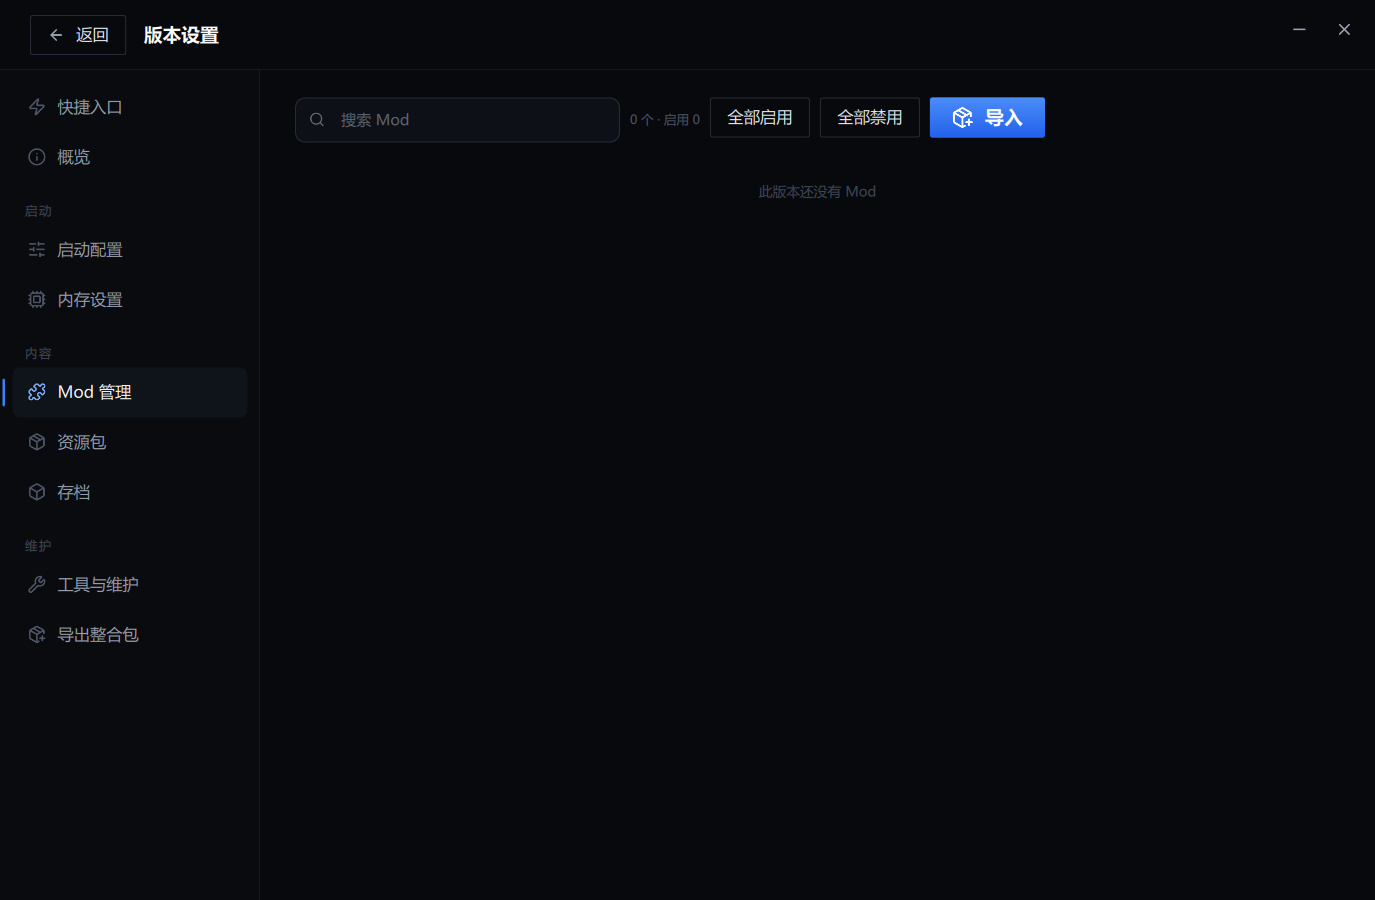 返回
版本设置
快捷入口
概览
启动
启动配置
内存设置
内容
Mod 管理
资源包
存档
维护
工具与维护
导出整合包
搜索 Mod
0 个 · 启用 0
全部启用
全部禁用
导入
此版本还没有 Mod